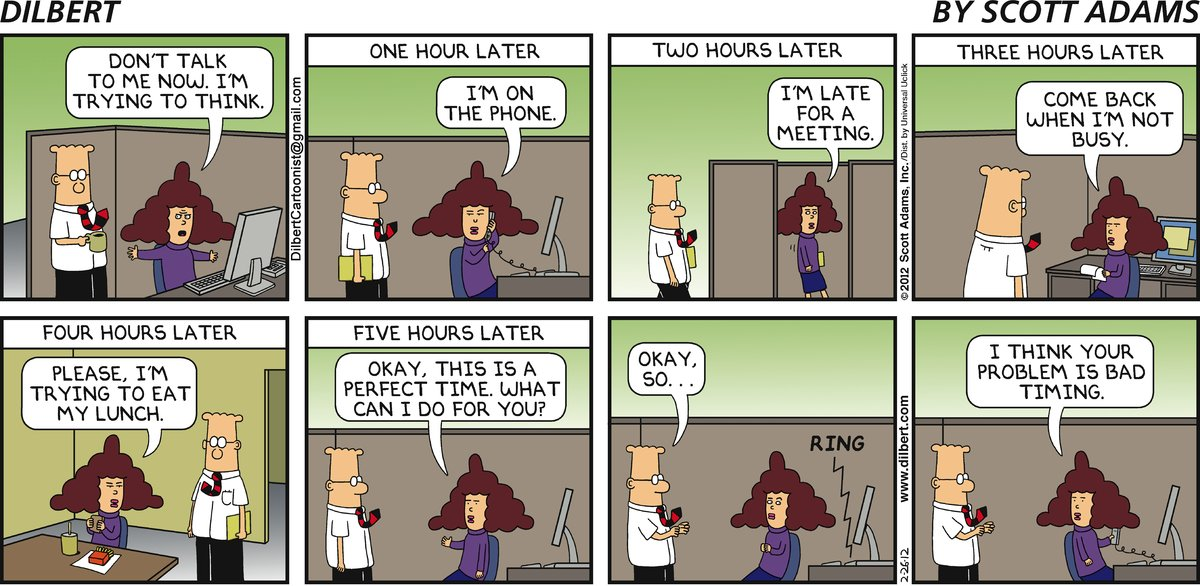 DILBERT
BY SCOTT ADAMS
DON'T TALK
TO ME NOW. I'M
TRYING TO THINK.
DilbertCartoonist@gmail.com
ONE HOUR LATER
I'M ON
THE PHONE.
TWO HOURS LATER
I'M LATE
FOR A
MEETING.
©2012 Scott Adams, Inc. /Dist. by Universal Uclick
THREE HOURS LATER
COME BACK
WHEN I'M NOT
BUSY.
FOUR HOURS LATER
PLEASE, I'M
TRYING TO EAT
MY LUNCH.
FIVE HOURS LATER
OKAY, THIS IS A
PERFECT TIME. WHAT
CAN I DO FOR YOU?
OKAY,
SO. . .
RING
2-26-12 www.dilbert.com
I THINK YOUR
PROBLEM IS BAD
TIMING.